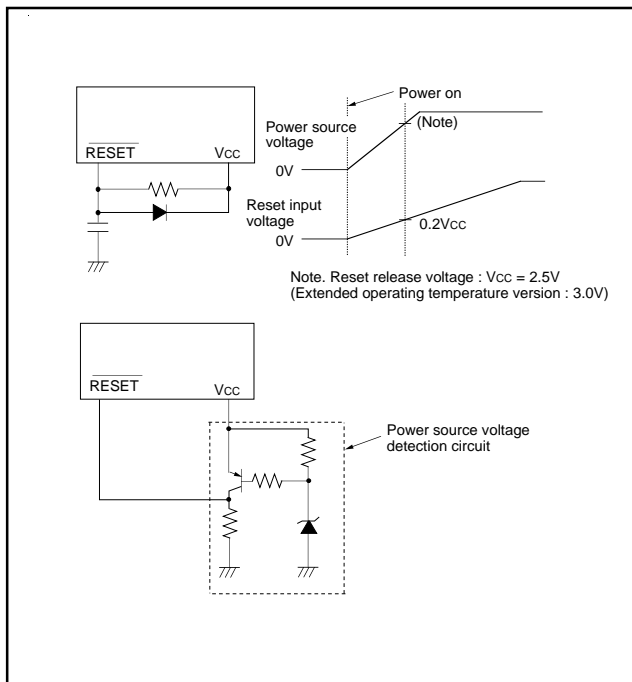 Power on
(Note)
Power source
voltage
0V
RESET
VCC
Reset input
voltage
0V
0.2VCC
Note. Reset release voltage : VCC = 2.5V
(Extended operating temperature version : 3.0V)
RESET
VCC
Power source voltage
detection circuit